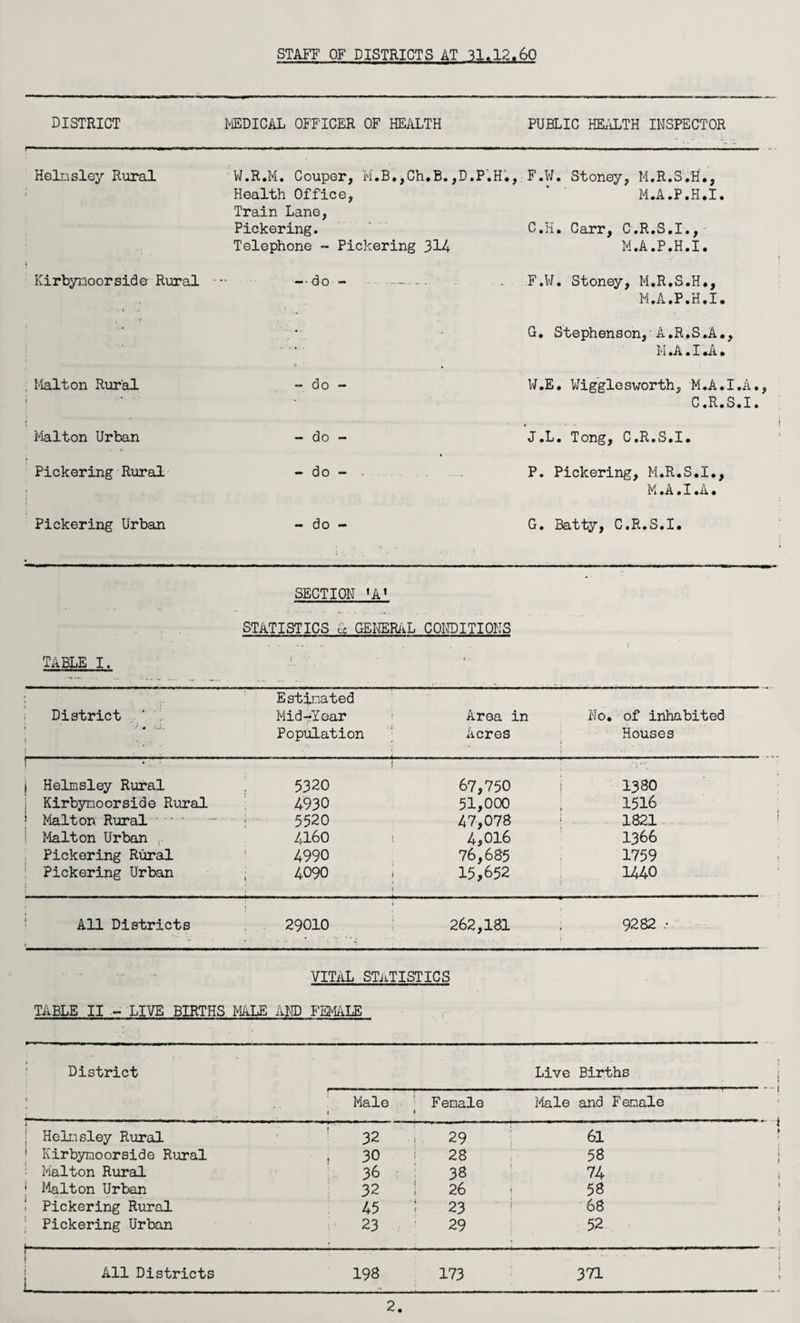 STAFF OF DISTRICTS AT 31.12.60
DISTRICT MEDICAL OFFICER OF HEALTH PUBLIC HEALTH INSPECTOR
Helmsley Rural W.R.M. Couper, M.B.,Ch.B.,D.P.H., F.W. Stoney, M.R.S.H.,
Health Office, M.A.P.H.I.
Train Lane,
Pickering. C.H. Carr, C.R.S.I.,
Telephone - Pickering 314 M.A.P.H.I.
Kirbymoorside Rural - do - F.W. Stoney, M.R.S.H.,
M.A.P.H.I.
G. Stephenson, A.R.S.A.,
M.A.I.A.
Malton Rural - do - W.E. Wigglesworth, M.A.I.A.,
C.R.S.I.
Malton Urban - do - J.L. Tong, C.R.S.I.
Pickering Rural - do - P. Pickering, M.R.S.I.,
M.A.I.A.
Pickering Urban - do - G. Batty, C.R.S.I.
SECTION 'A'
STATISTICS & GENERAL CONDITIONS
TABLE I.
Estimated
District Mid-Year Area in No. of inhabited
Population Acres Houses
Helmsley Rural 5320 67,750 1380
Kirbymoorside Rural 4930 51,000 1516
Malton Rural 5520 47,078 1821
Malton Urban 4160 4,016 1366
Pickering Rural 4990 76,685 1759
Pickering Urban 4090 15,652 1440
All Districts 29010 262,181 9282
VITAL STATISTICS
TABLE II - LIVE BIRTHS MALE AND FEMALE
District Live Births
Male Female Male and Female
Helmsley Rural 32 29 61
Kirbymoorside Rural 30 28 58
Malton Rural 36 38 74
Malton Urban 32 26 58
Pickering Rural 45 23 68
Pickering Urban 23 29 52
All Districts 198 173 371
2.